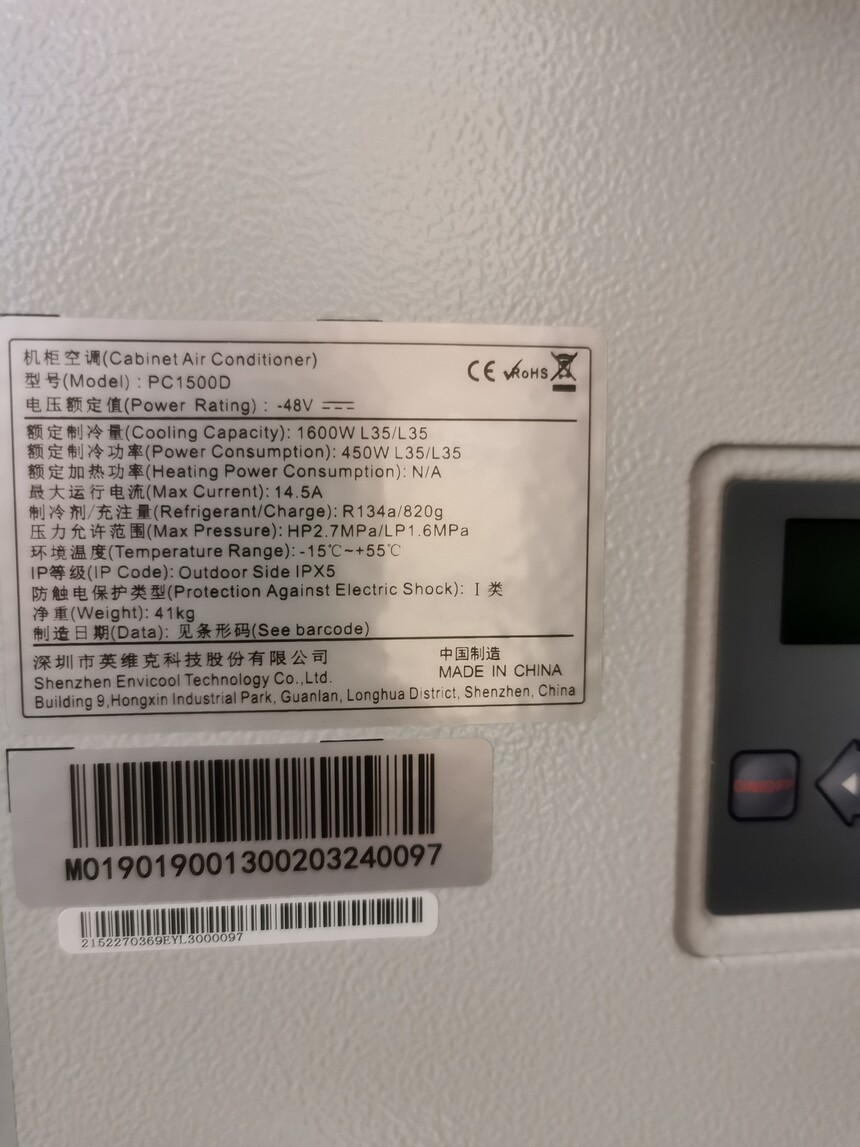 机柜空调(Cabinet Air Conditioner)
型号(Model) : PC1500D
电压额定值(Power Rating) : -48V
CE RoHS
额定制冷量(Cooling Capacity): 1600W L35/L35
额定制冷功率(Power Consumption): 450W L35/L35
额定加热功率(Heating Power Consumption): N/A
最大运行电流(Max Current): 14.5A
制冷剂/充注量(Refrigerant/Charge): R134a/820g
压力允许范围(Max Pressure): HP2.7MPa/LP1.6MPa
环境温度(Temperature Range): -15℃~+55℃
IP等级(IP Code): Outdoor Side IPX5
防触电保护类型(Protection Against Electric Shock): I 类
净重(Weight): 41kg
制造日期(Data): 见条形码(See barcode)
深圳市英维克科技股份有限公司
Shenzhen Envicool Technology Co.,Ltd.
中国制造
MADE IN CHINA
Building 9,Hongxin Industrial Park, Guanlan, Longhua District, Shenzhen, China
M019019001300203240097
2152270369EYL3000097
ON/OFF